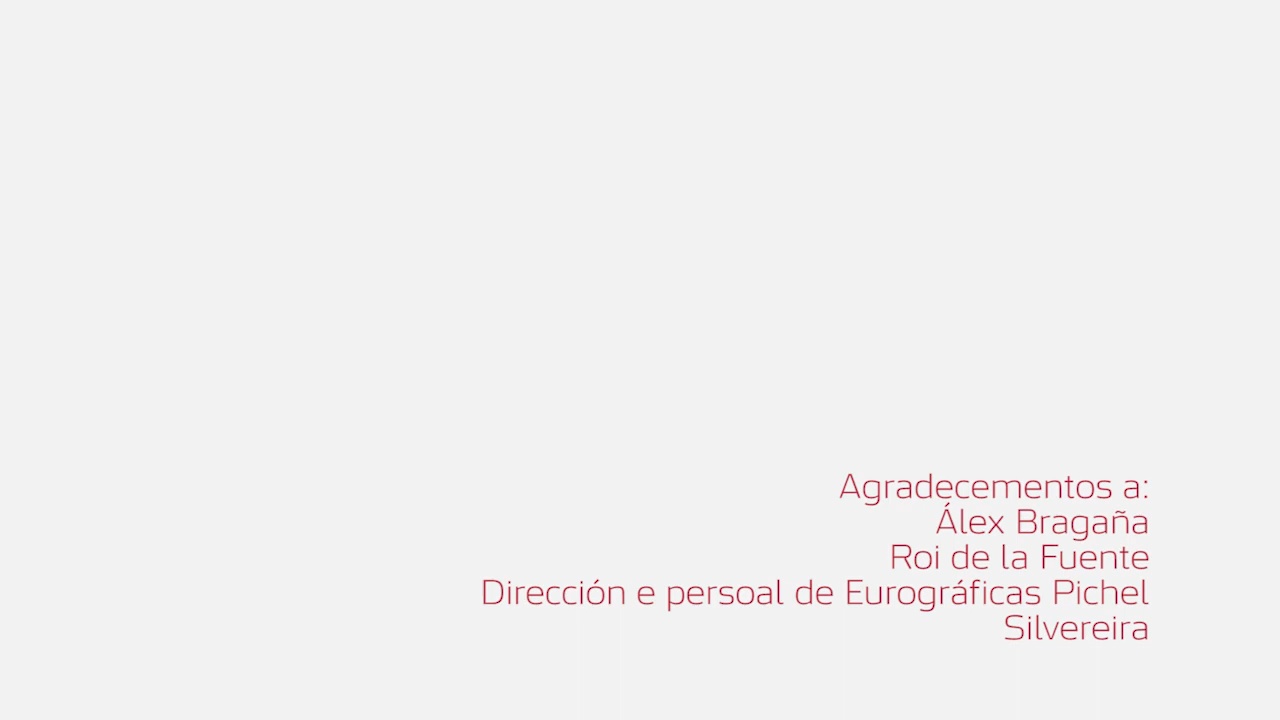 Agradecementos a:
Álex Bragaña
Roi de la Fuente
Dirección e persoal de Eurográficas Pichel
Silvereira